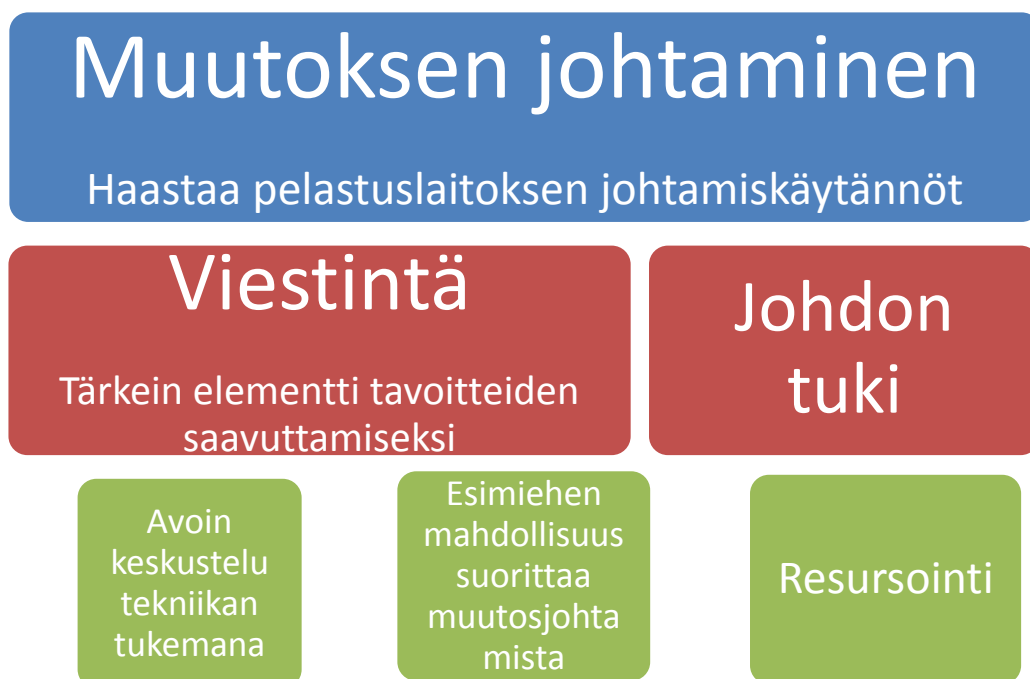 Muutoksen johtaminen
Haastaa pelastuslaitoksen johtamiskäytännöt
Viestintä
Tärkein elementti tavoitteiden
saavuttamiseksi
Johdon
tuki
Avoin
keskustelu
tekniikan
tukemana
Esimiehen
mahdollisuus
suorittaa
muutosjohta
mista
Resursointi